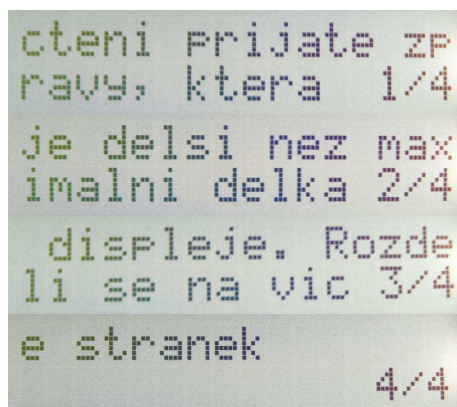 cteni prijate zp
ravy, ktera  1/4
je delsi nez max
imalni delka 2/4
 displeje. Rozde
li se na vic 3/4
e stranek
4/4